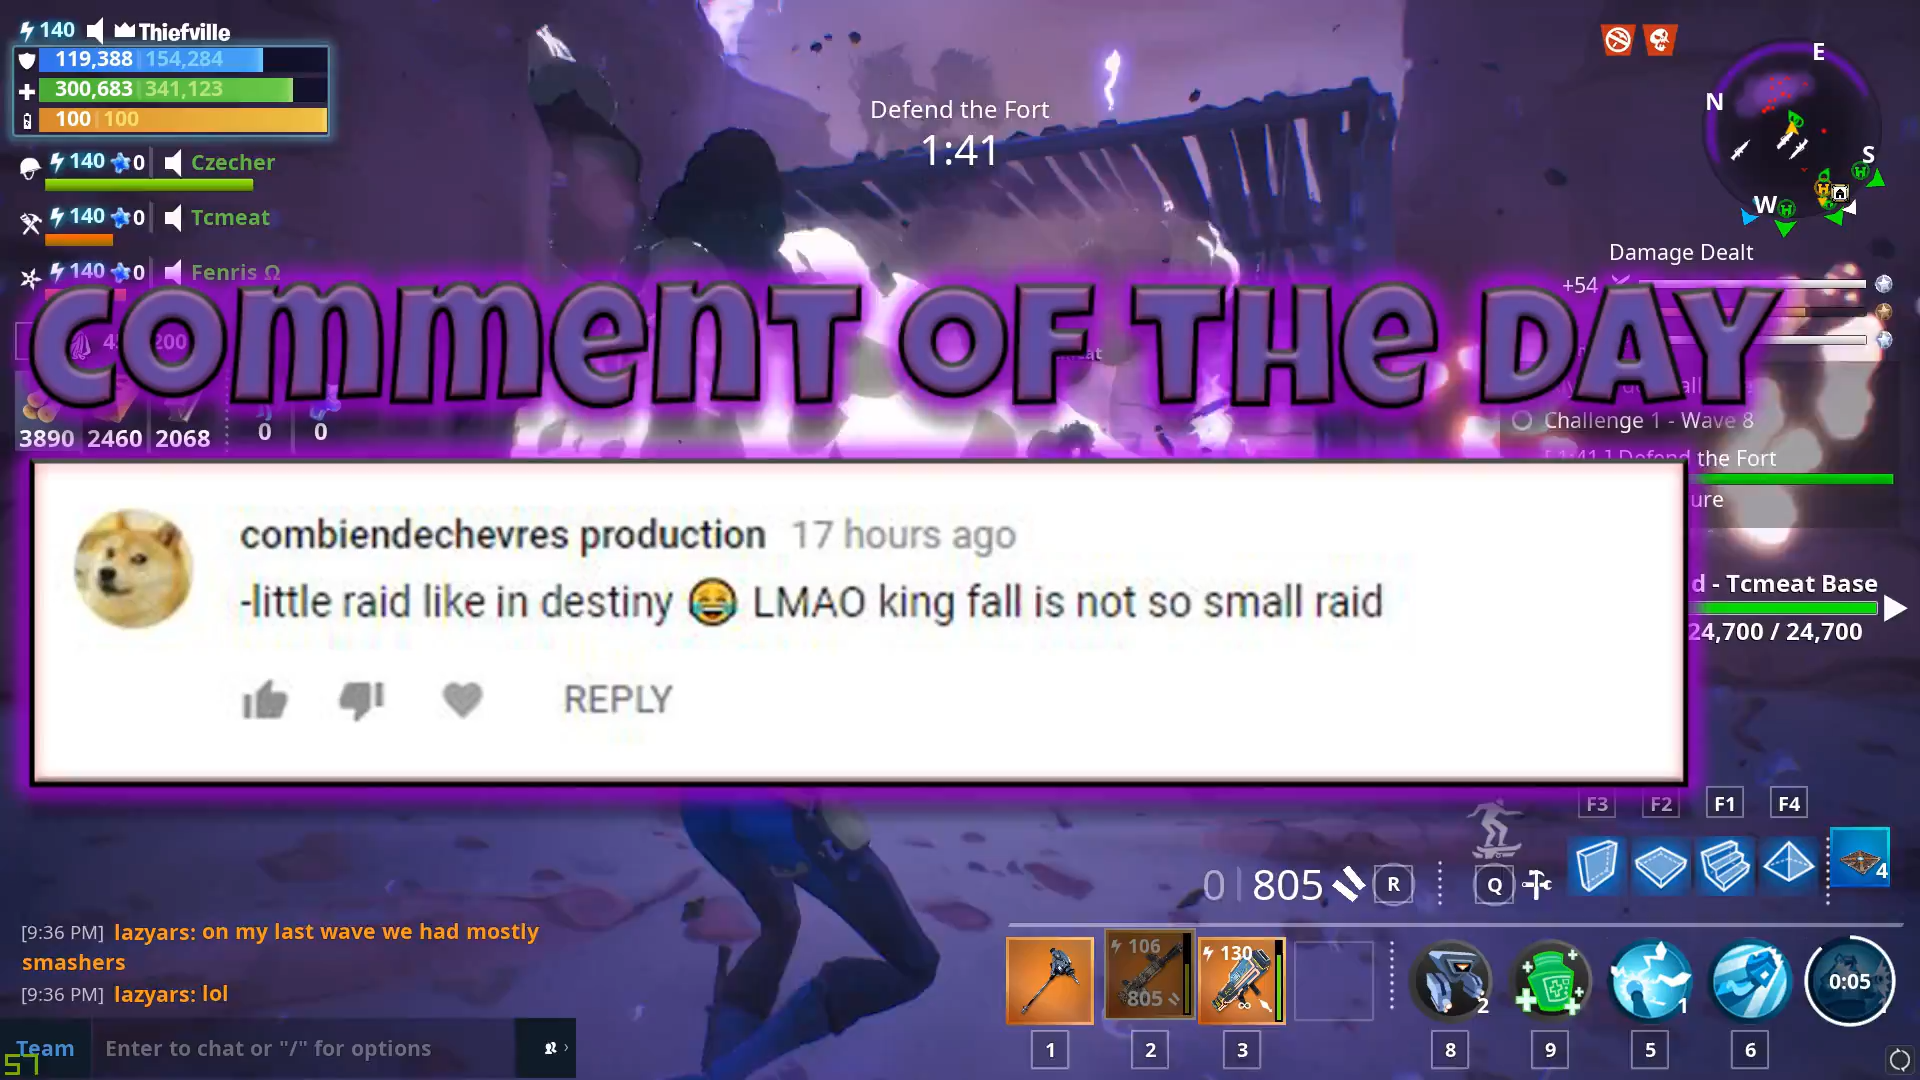 140 Thiefville
119,388 154,284
300,683 341,123
100 100
140 0 Czecher
140 0 Tcmeat
140 0 Fenris Ω
200
3890 2460 2068 0 0
Defend the Fort
1:41
N E S W
Damage Dealt
+54
Challenge 1 - Wave 8
[ 1:41 ] Defend the Fort
COMMENT OF THE DAY
combiendechevres production 17 hours ago
-little raid like in destiny 😂 LMAO king fall is not so small raid
REPLY
d - Tcmeat Base
24,700 / 24,700
F3 F2 F1 F4
0 805 R Q 4
[9:36 PM] lazyars: on my last wave we had mostly
smashers
[9:36 PM] lazyars: lol
Team Enter to chat or "/" for options
57
106 130
805 ∞ 2 1 0:05
1 2 3 8 9 5 6